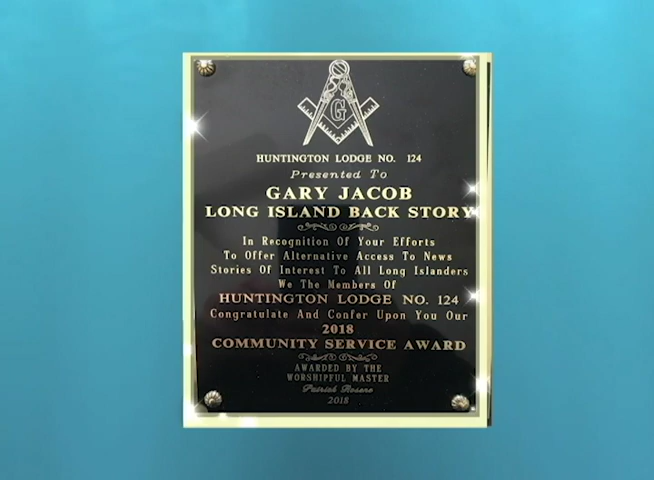 G
HUNTINGTON LODGE NO. 124
Presented To
GARY JACOB
LONG ISLAND BACK STORY
In Recognition Of Your Efforts
To Offer Alternative Access To News
Stories Of Interest To All Long Islanders
We The Members Of
HUNTINGTON LODGE NO. 124
Congratulate And Confer Upon You Our
2018
COMMUNITY SERVICE AWARD
AWARDED BY THE
WORSHIPFUL MASTER
Patrick Rosano
2018